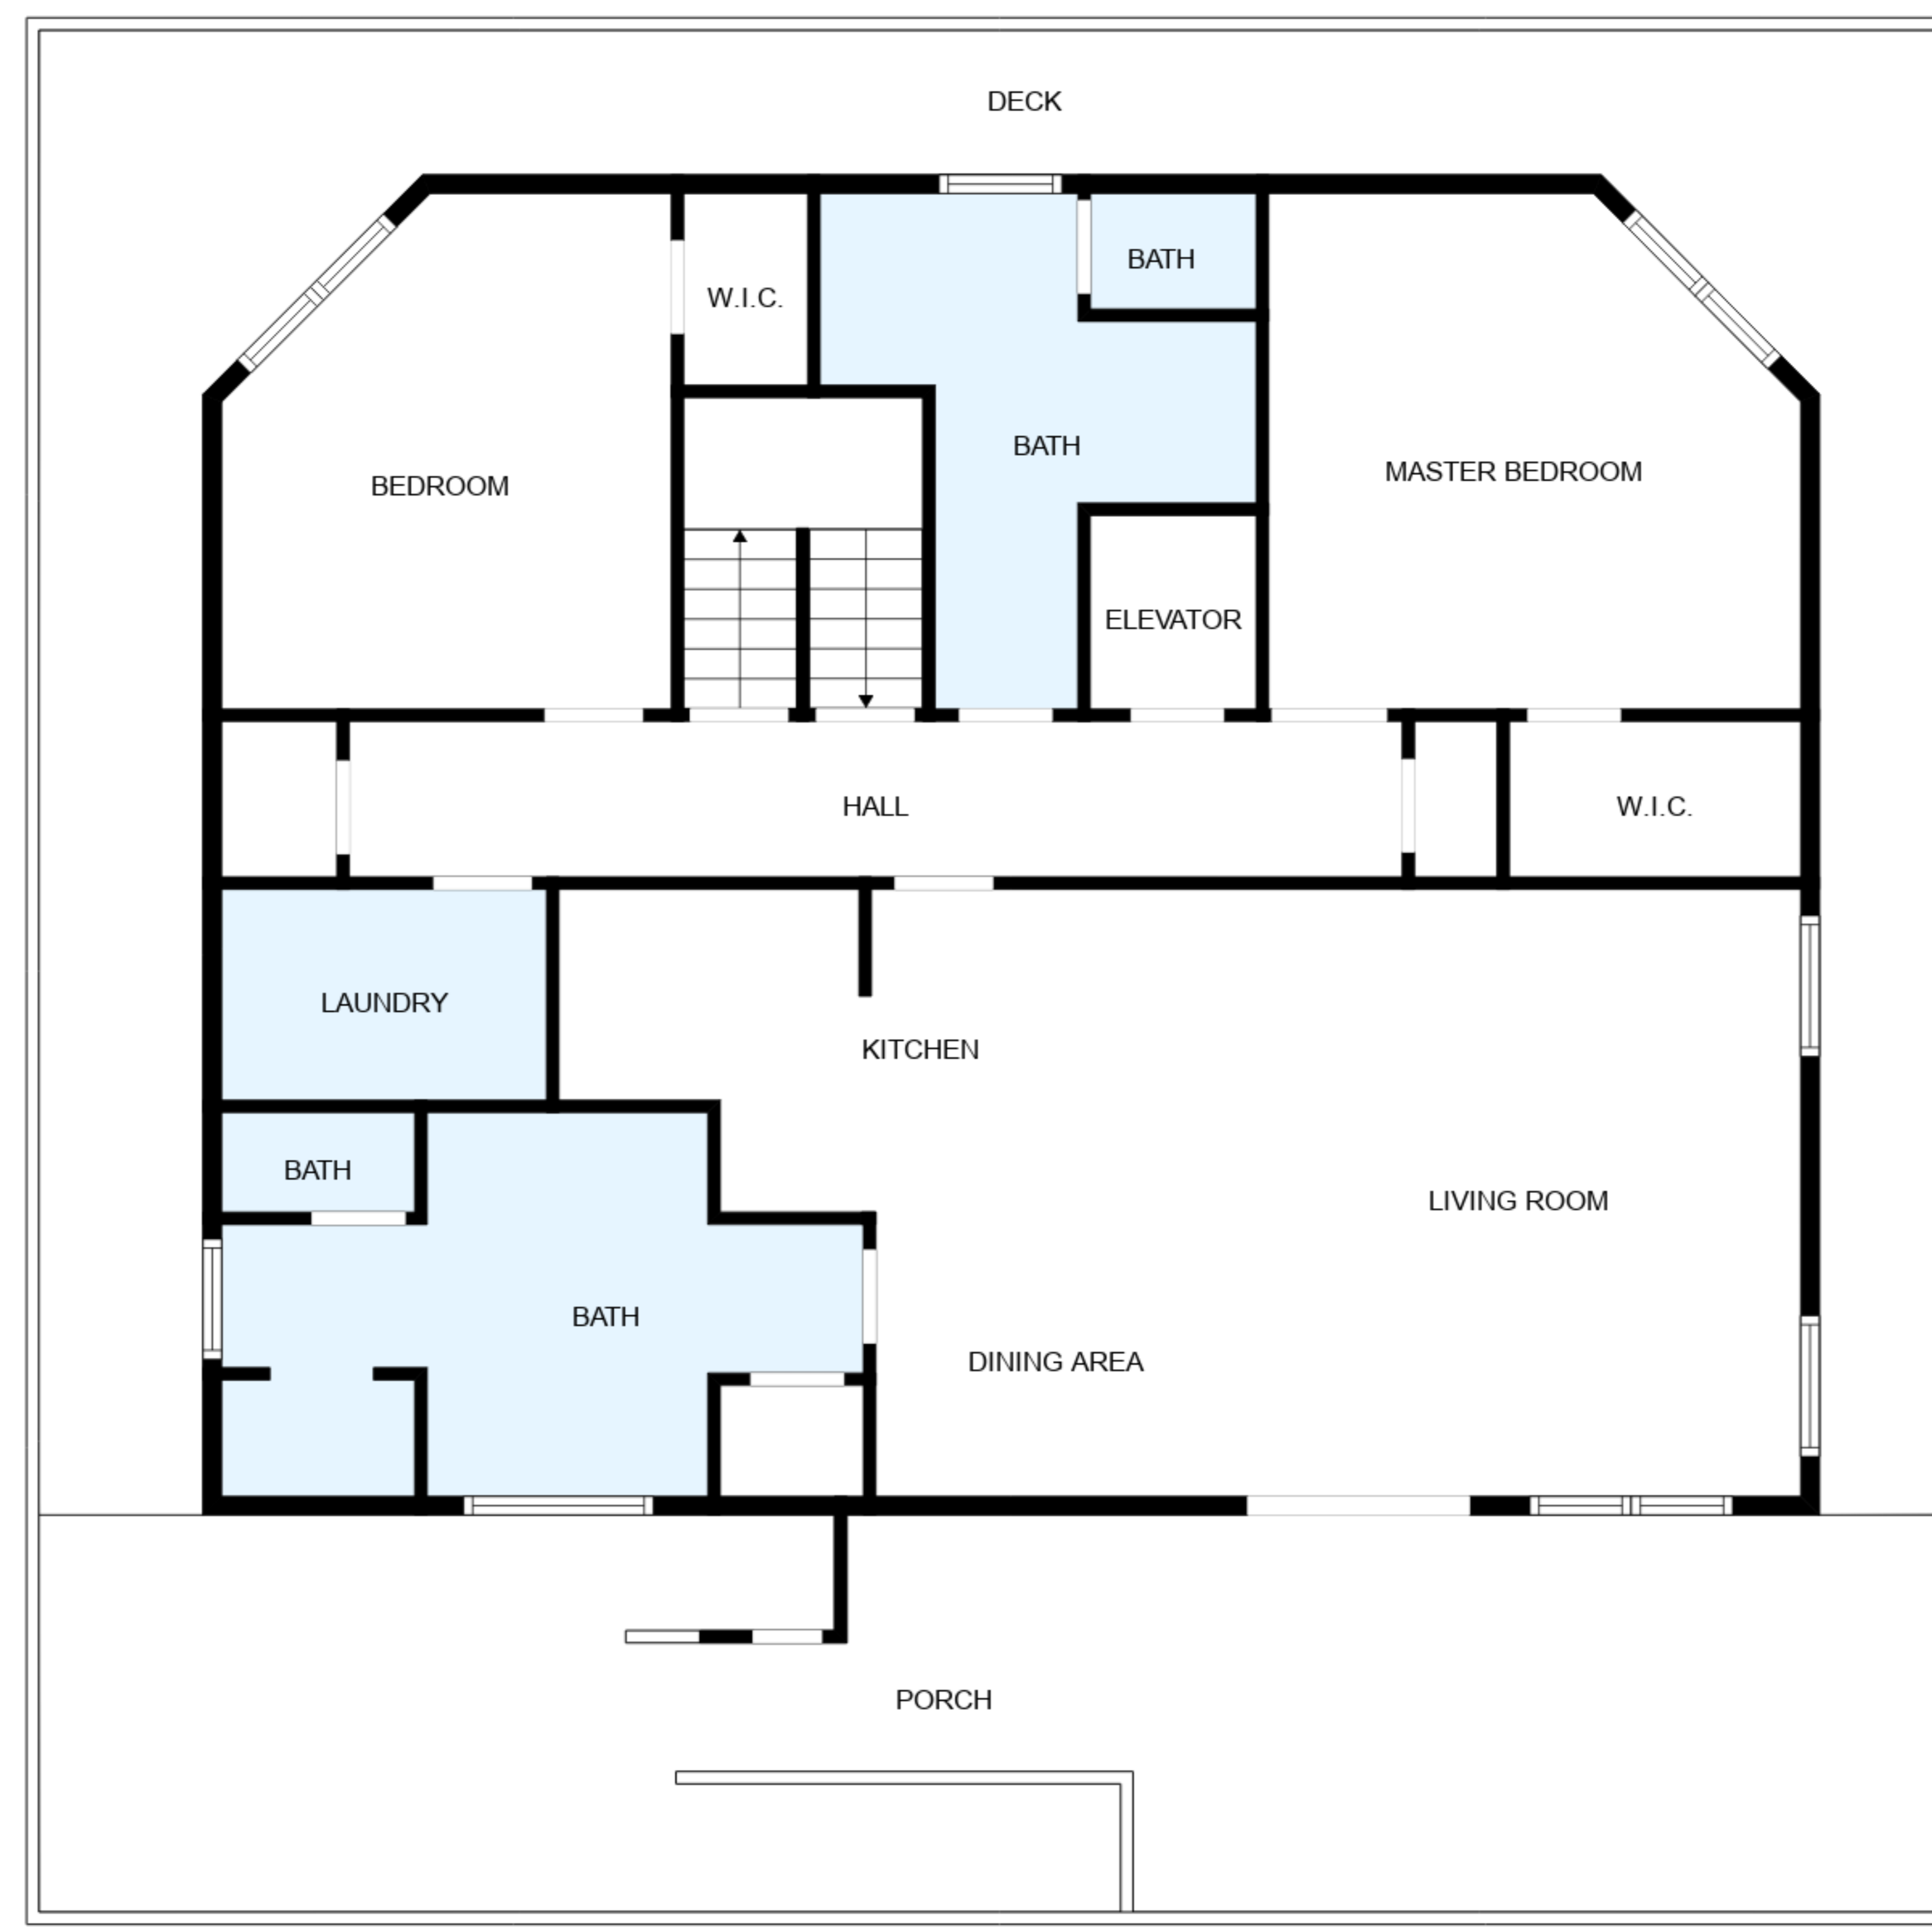 DECK
BATH
W.I.C.
BATH
MASTER BEDROOM
BEDROOM
ELEVATOR
HALL
W.I.C.
LAUNDRY
KITCHEN
BATH
LIVING ROOM
BATH
DINING AREA
PORCH